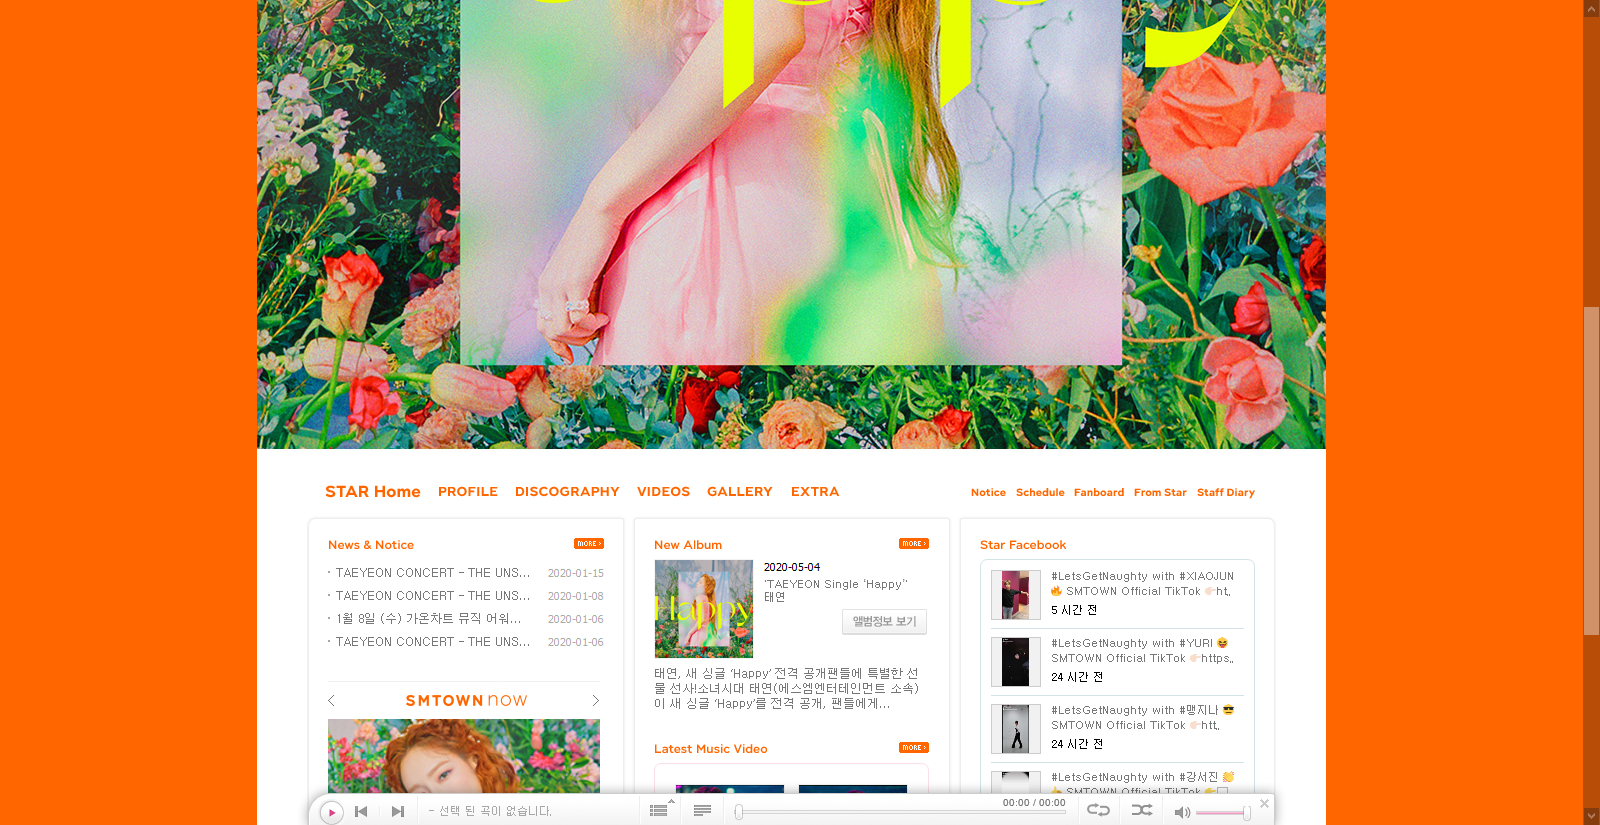 STAR Home PROFILE DISCOGRAPHY VIDEOS GALLERY EXTRA Notice Schedule Fanboard From Star Staff Diary
News & Notice MORE
TAEYEON CONCERT - THE UNS... 2020-01-15
TAEYEON CONCERT - THE UNS... 2020-01-08
1월 8일 (수) 가온차트 뮤직 어워... 2020-01-06
TAEYEON CONCERT - THE UNS... 2020-01-06
SMTOWN now
New Album MORE
Happy
2020-05-04
'TAEYEON Single ‘Happy’'
태연
앨범정보 보기
태연, 새 싱글 ‘Happy’ 전격 공개팬들에 특별한 선
물 선사!소녀시대 태연(에스엠엔터테인먼트 소속)
이 새 싱글 ‘Happy’를 전격 공개, 팬들에게...
Latest Music Video MORE
Star Facebook
#LetsGetNaughty with #XIAOJUN
🔥 SMTOWN Official TikTok 👉🏻ht..
5 시간 전
#LetsGetNaughty with #YURI 😝
SMTOWN Official TikTok 👉🏻https..
24 시간 전
#LetsGetNaughty with #맹지나 😎
SMTOWN Official TikTok 👉🏻htt..
24 시간 전
#LetsGetNaughty with #강서진 👏
SMTOWN Official TikTok
- 선택 된 곡이 없습니다.
00:00 / 00:00